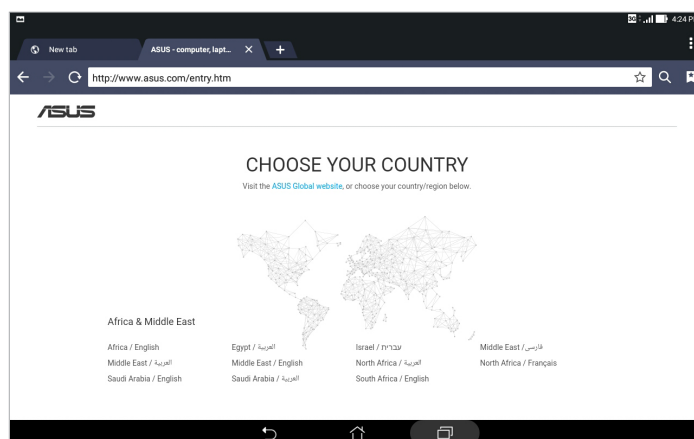 3G 4:24 P
New tab
ASUS - computer, lapt...
http://www.asus.com/entry.htm
ASUS
CHOOSE YOUR COUNTRY
Visit the ASUS Global website, or choose your country/region below.
Africa & Middle East
Africa / English Egypt / العربية Israel / עברית Middle East / فارسی
Middle East / العربية Middle East / English North Africa / العربية North Africa / Français
Saudi Arabia / English Saudi Arabia / العربية South Africa / English